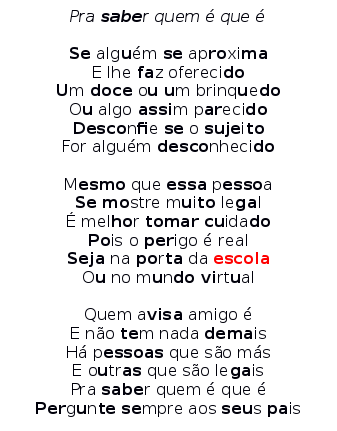 Pra saber quem é que é
Se alguém se aproxima
E lhe faz oferecido
Um doce ou um brinquedo
Ou algo assim parecido
Desconfie se o sujeito
For alguém desconhecido
Mesmo que essa pessoa
Se mostre muito legal
É melhor tomar cuidado
Pois o perigo é real
Seja na porta da escola
Ou no mundo virtual
Quem avisa amigo é
E não tem nada demais
Há pessoas que são más
E outras que são legais
Pra saber quem é que é
Pergunte sempre aos seus pais